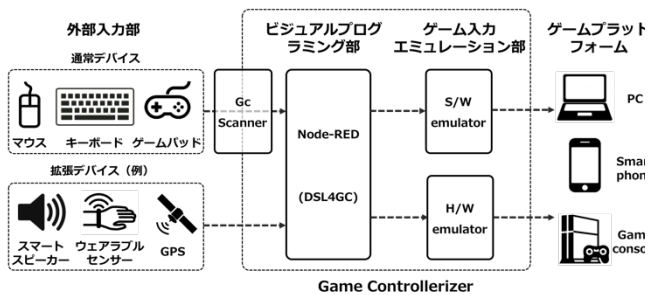 外部入力部
通常デバイス
マウス
キーボード
ゲームパッド
拡張デバイス（例）
スマート
スピーカー
ウェアラブル
センサー
GPS
Gc
Scanner
ビジュアルプログ
ラミング部
Node-RED
(DSL4GC)
ゲーム入力
エミュレーション部
S/W
emulator
H/W
emulator
Game Controllerizer
ゲームプラット
フォーム
PC
Smar
phon
Gam
conso